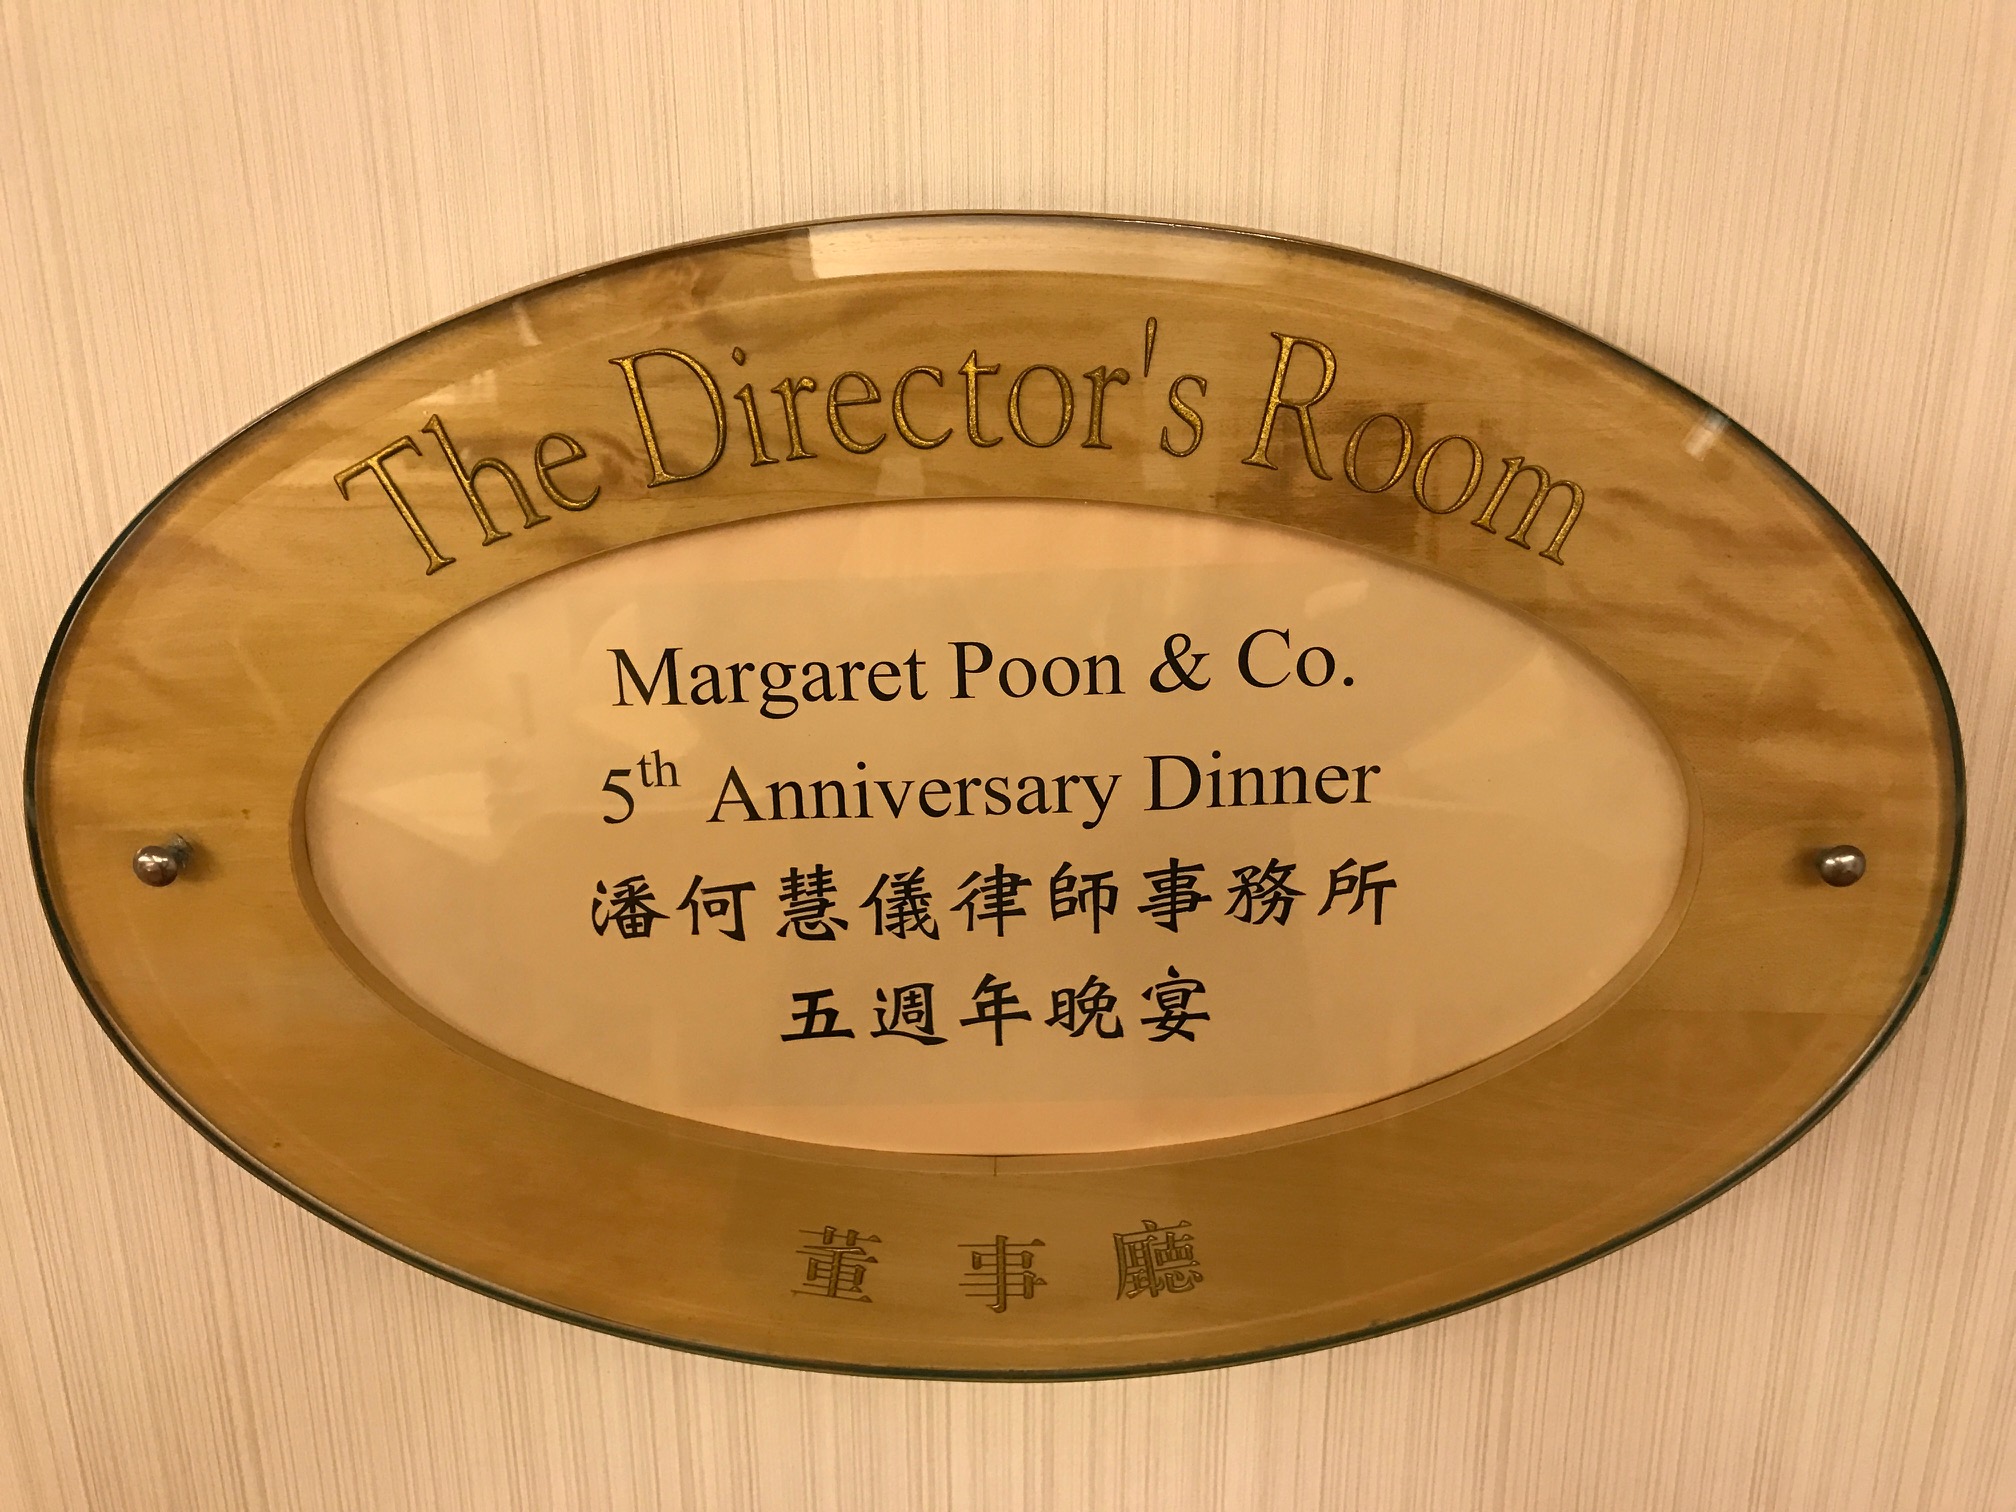 The Director's Room
Margaret Poon & Co.
5th Anniversary Dinner
潘何慧儀律師事務所
五週年晚宴
董事廳